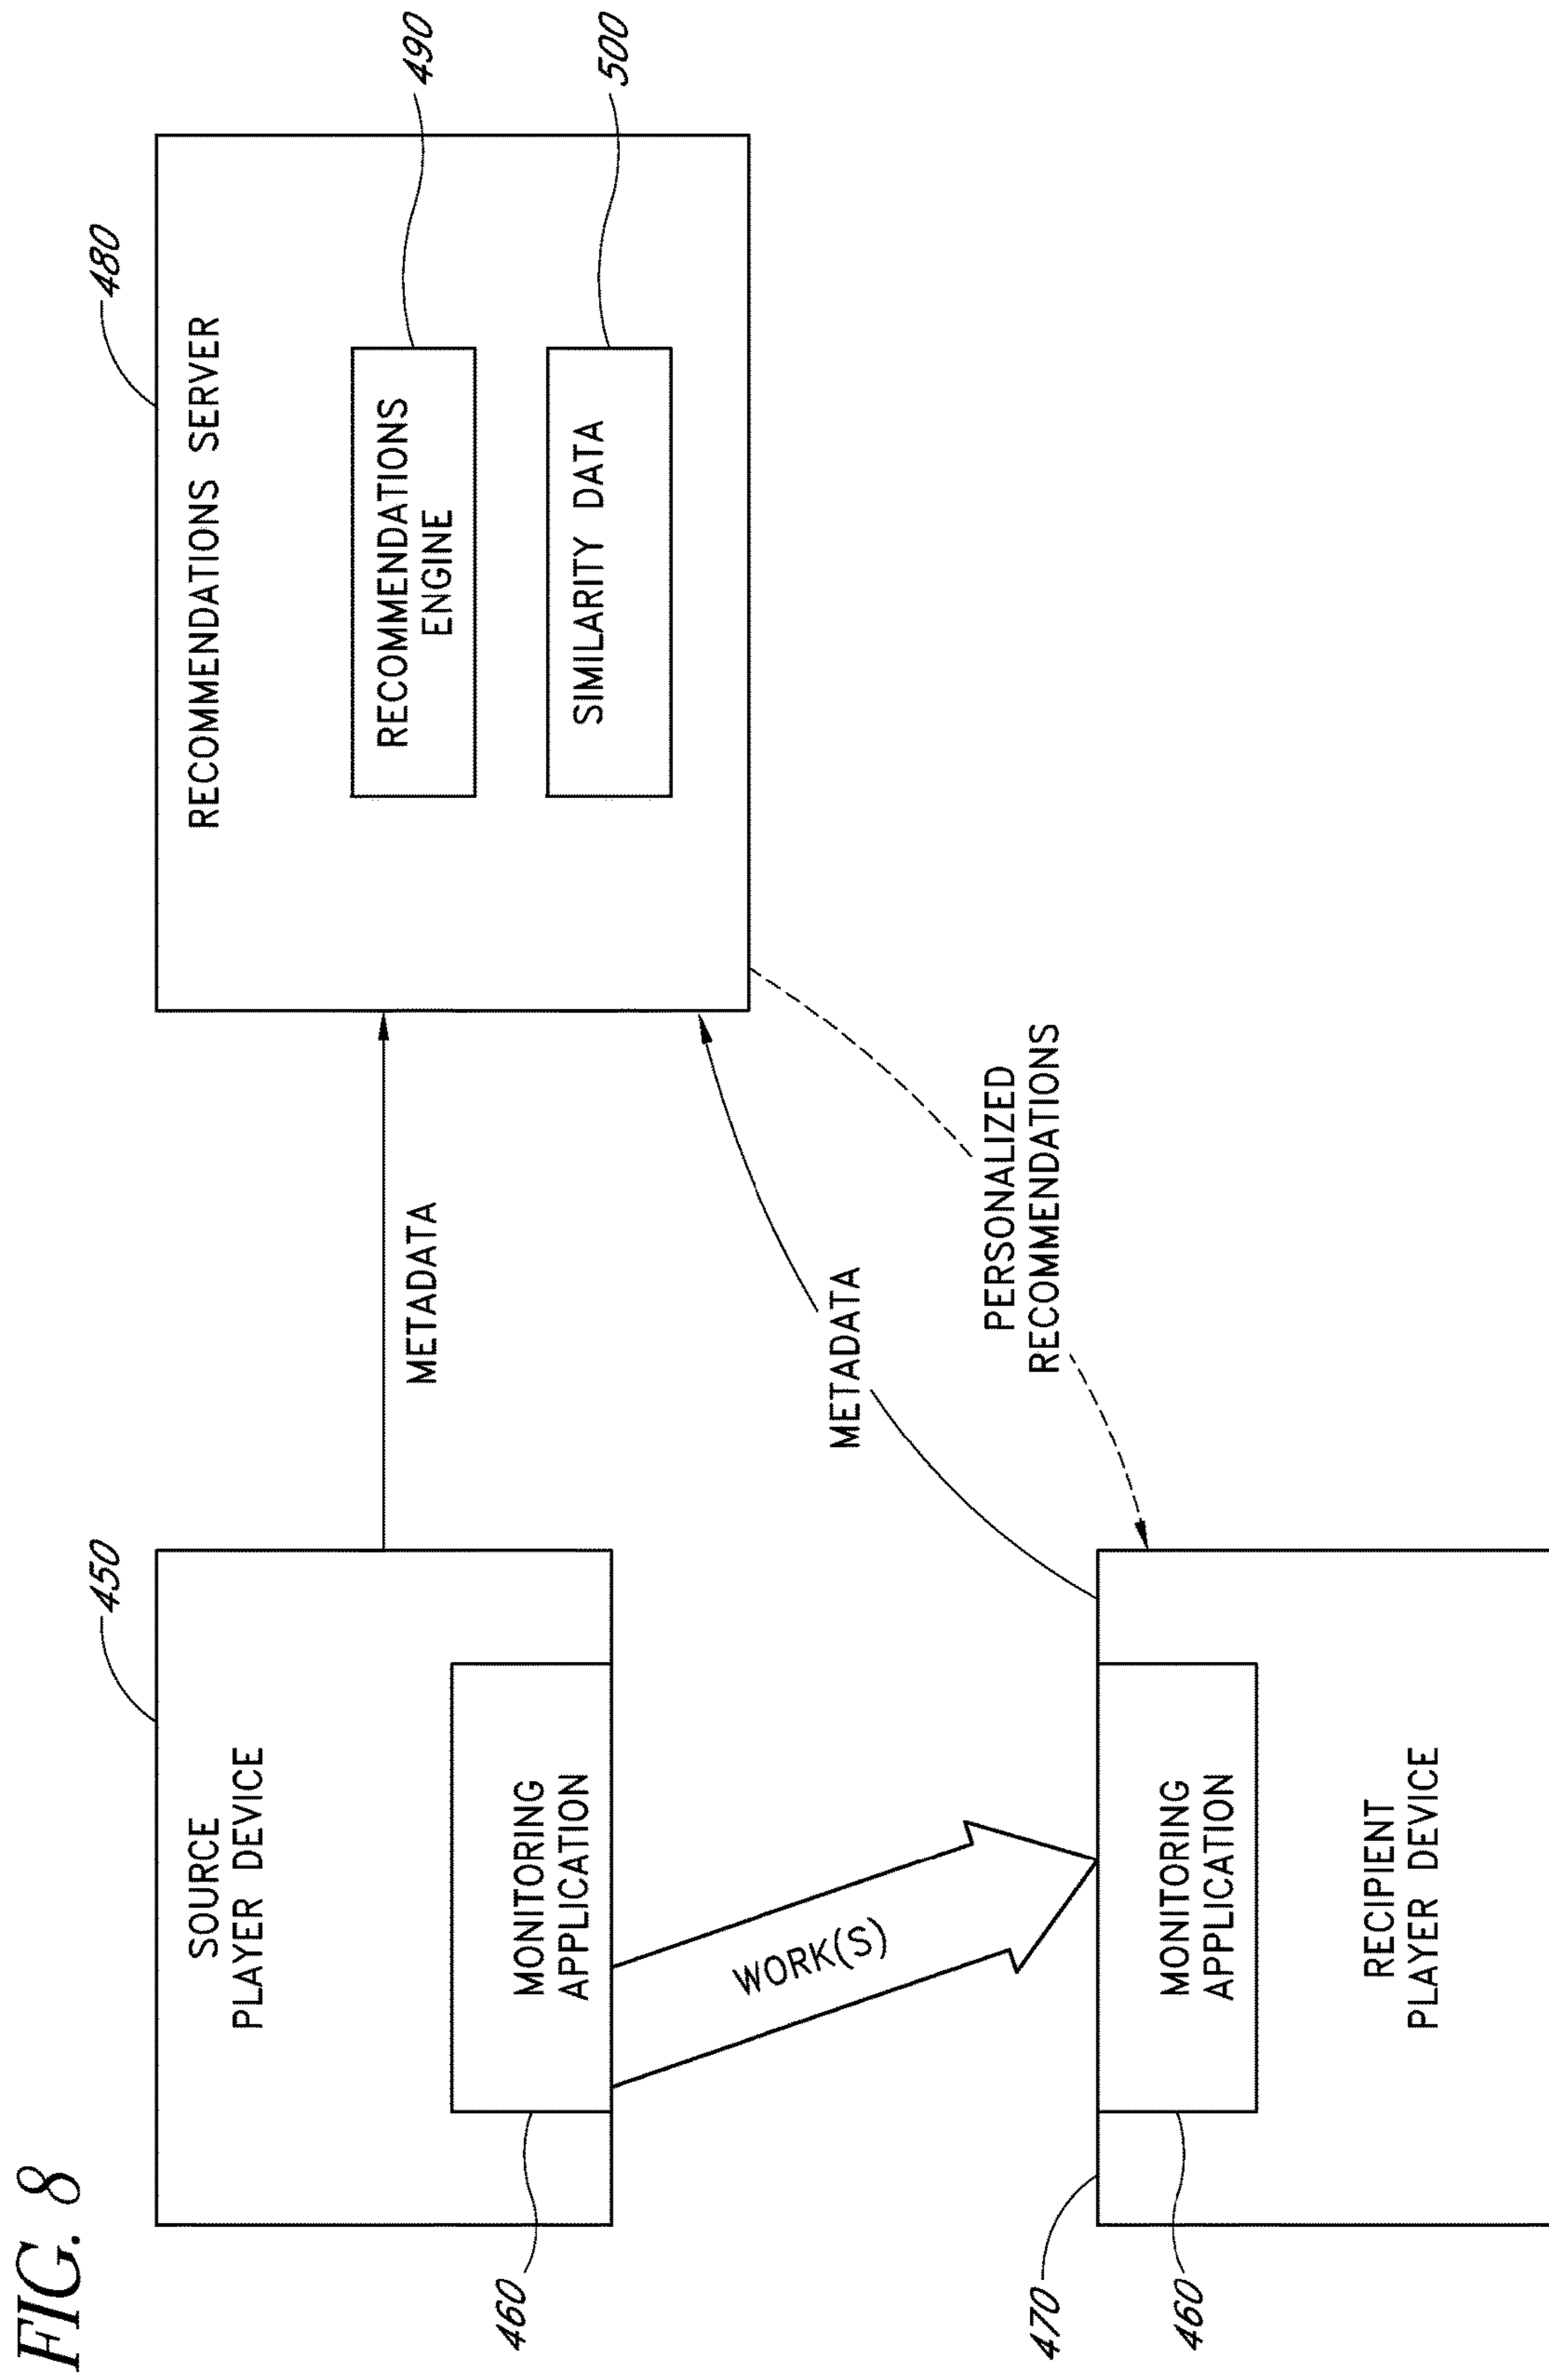 FIG. 8
450
SOURCE
PLAYER DEVICE
MONITORING
APPLICATION
460
METADATA
480
RECOMMENDATIONS SERVER
RECOMMENDATIONS
ENGINE
490
SIMILARITY DATA
500
WORK(S)
METADATA
PERSONALIZED
RECOMMENDATIONS
470
MONITORING
APPLICATION
460
RECIPIENT
PLAYER DEVICE